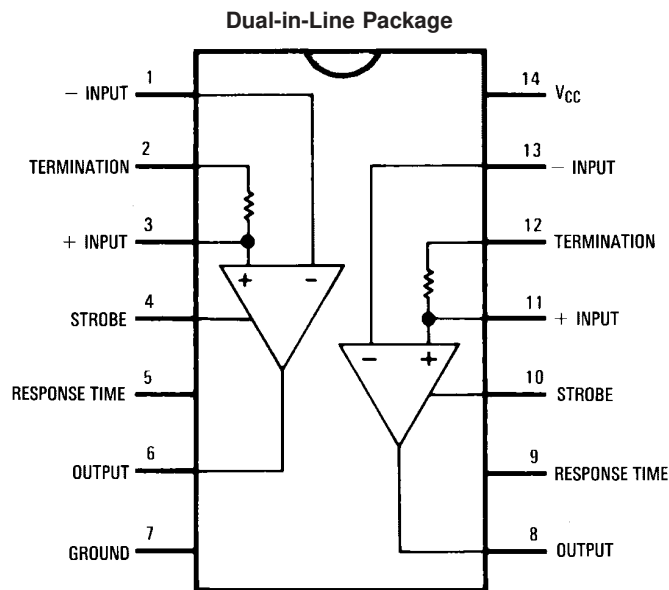 Dual-in-Line Package
1
− INPUT
2
TERMINATION
3
+ INPUT
4
STROBE
5
RESPONSE TIME
6
OUTPUT
7
GROUND
+ −
− +
14
VCC
13
− INPUT
12
TERMINATION
11
+ INPUT
10
STROBE
9
RESPONSE TIME
8
OUTPUT